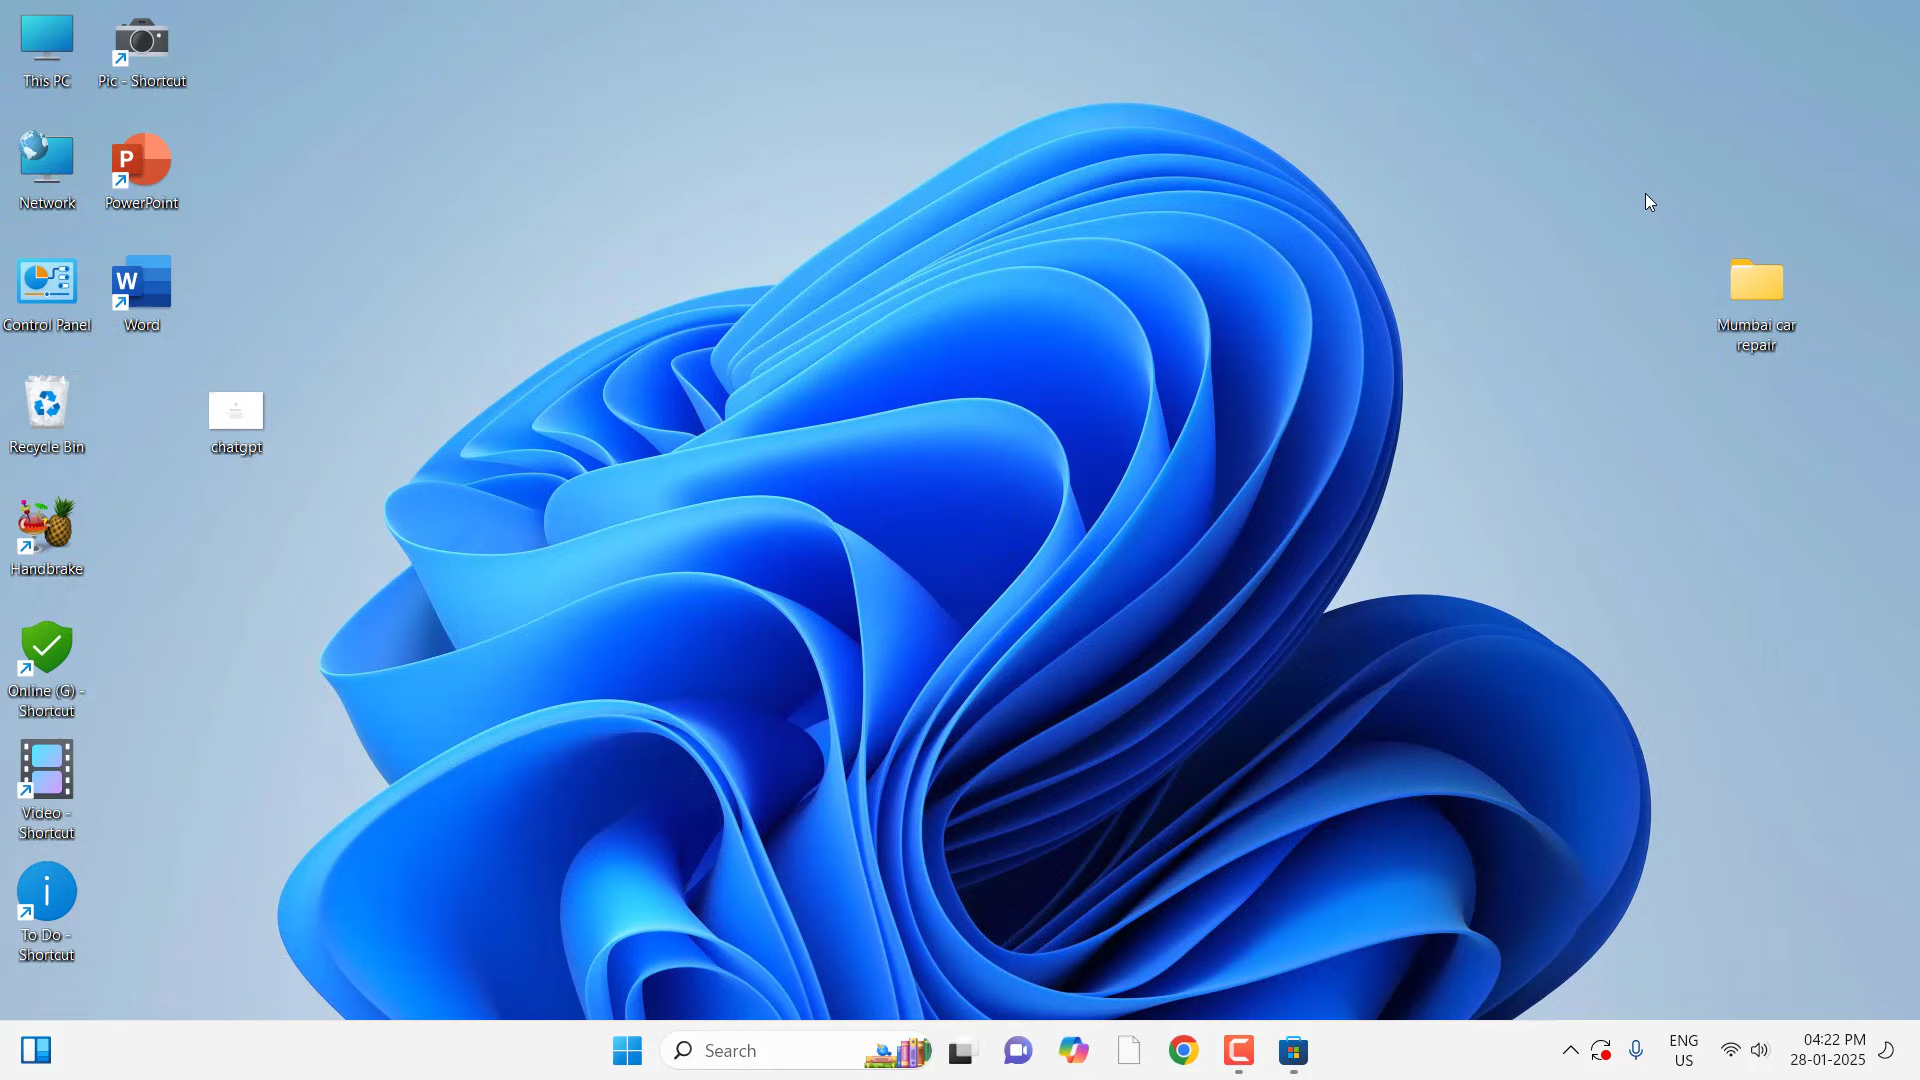 This PC
Pic - Shortcut
Network
PowerPoint
Control Panel
Word
Recycle Bin
chatgpt
Handbrake
Online (G) -
Shortcut
Video -
Shortcut
To Do -
Shortcut
Mumbai car
repair
Search
ENG
US
04:22 PM
28-01-2025